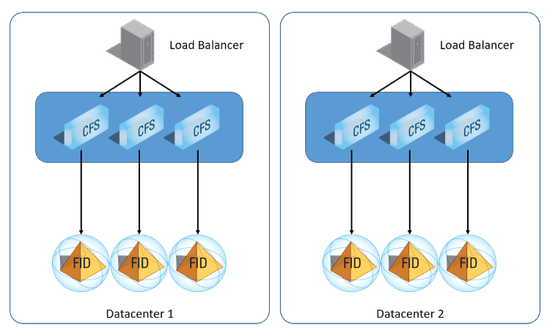 Load Balancer
CFS CFS CFS
FID FID FID
Datacenter 1
Load Balancer
CFS CFS CFS
FID FID FID
Datacenter 2